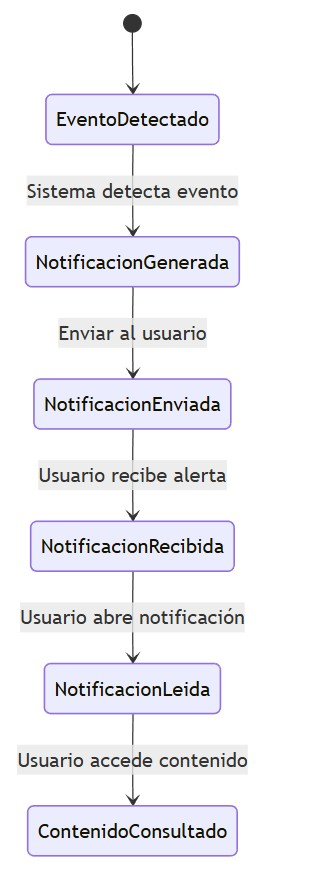 EventoDetectado
Sistema detecta evento
NotificacionGenerada
Enviar al usuario
NotificacionEnviada
Usuario recibe alerta
NotificacionRecibida
Usuario abre notificación
NotificacionLeida
Usuario accede contenido
ContenidoConsultado